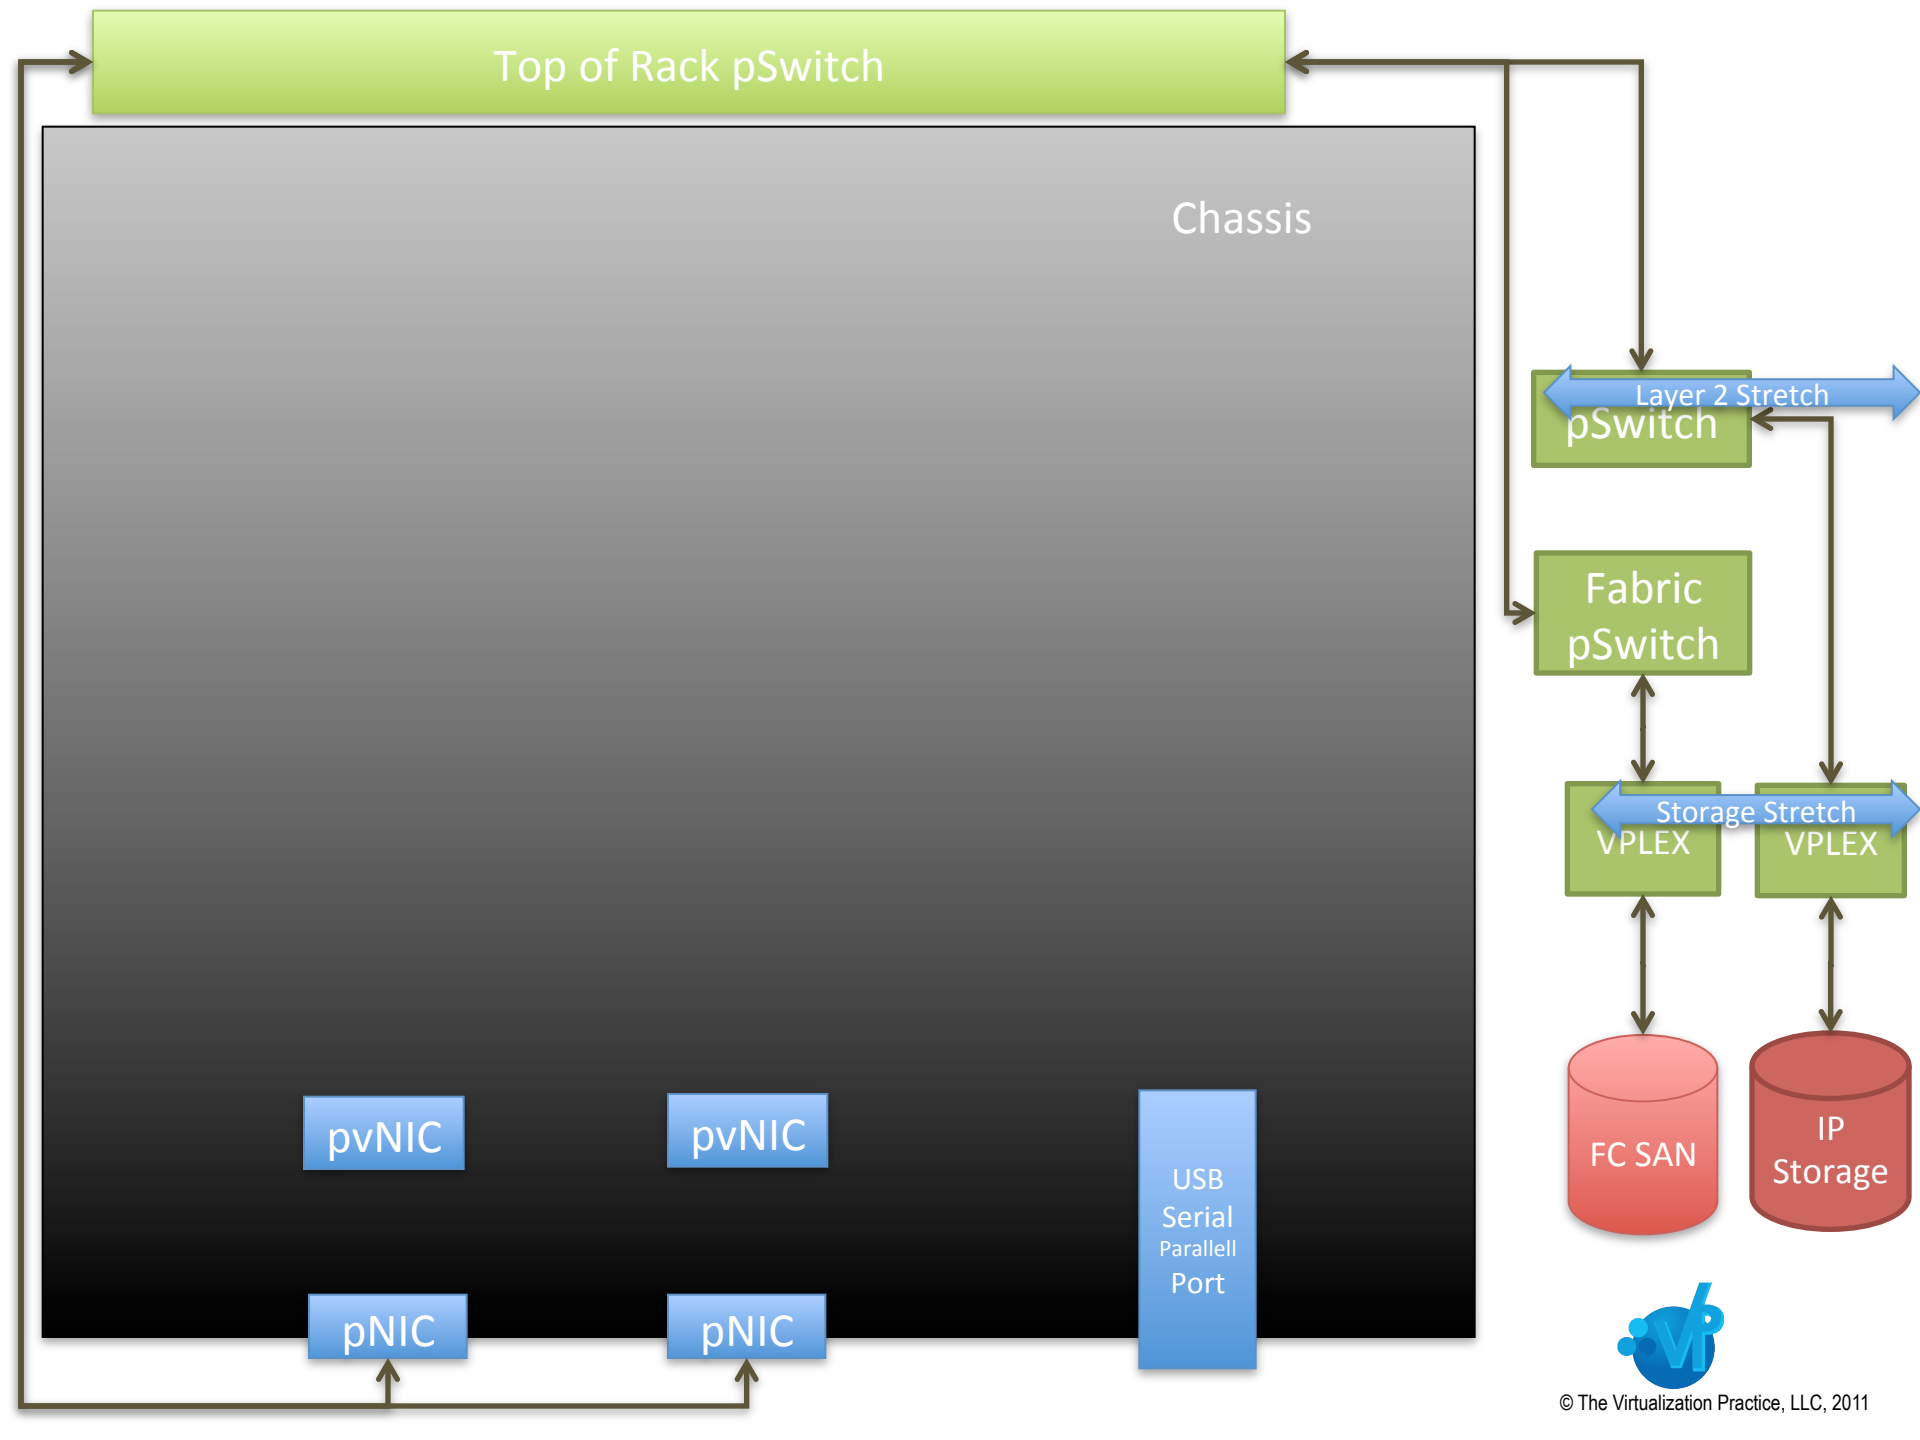 Top of Rack pSwitch
Chassis
Layer 2 Stretch
pSwitch
Fabric
pSwitch
Storage Stretch
VPLEX
VPLEX
pvNIC
pvNIC
USB
Serial
Parallell
Port
FC SAN
IP
Storage
pNIC
pNIC
VP
© The Virtualization Practice, LLC, 2011